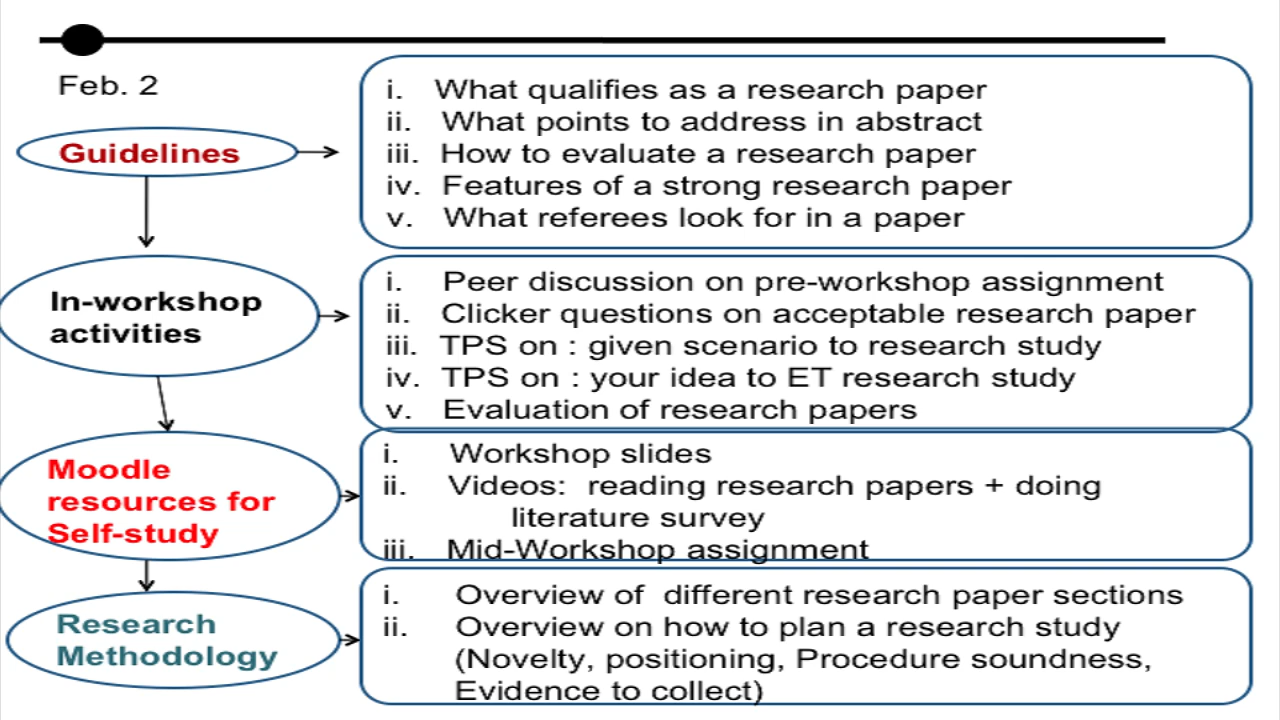 Feb. 2
Guidelines
i. What qualifies as a research paper
ii. What points to address in abstract
iii. How to evaluate a research paper
iv. Features of a strong research paper
v. What referees look for in a paper
In-workshop
activities
i. Peer discussion on pre-workshop assignment
ii. Clicker questions on acceptable research paper
iii. TPS on : given scenario to research study
iv. TPS on : your idea to ET research study
v. Evaluation of research papers
Moodle
resources for
Self-study
i. Workshop slides
ii. Videos: reading research papers + doing
literature survey
iii. Mid-Workshop assignment
Research
Methodology
i. Overview of different research paper sections
ii. Overview on how to plan a research study
(Novelty, positioning, Procedure soundness,
Evidence to collect)